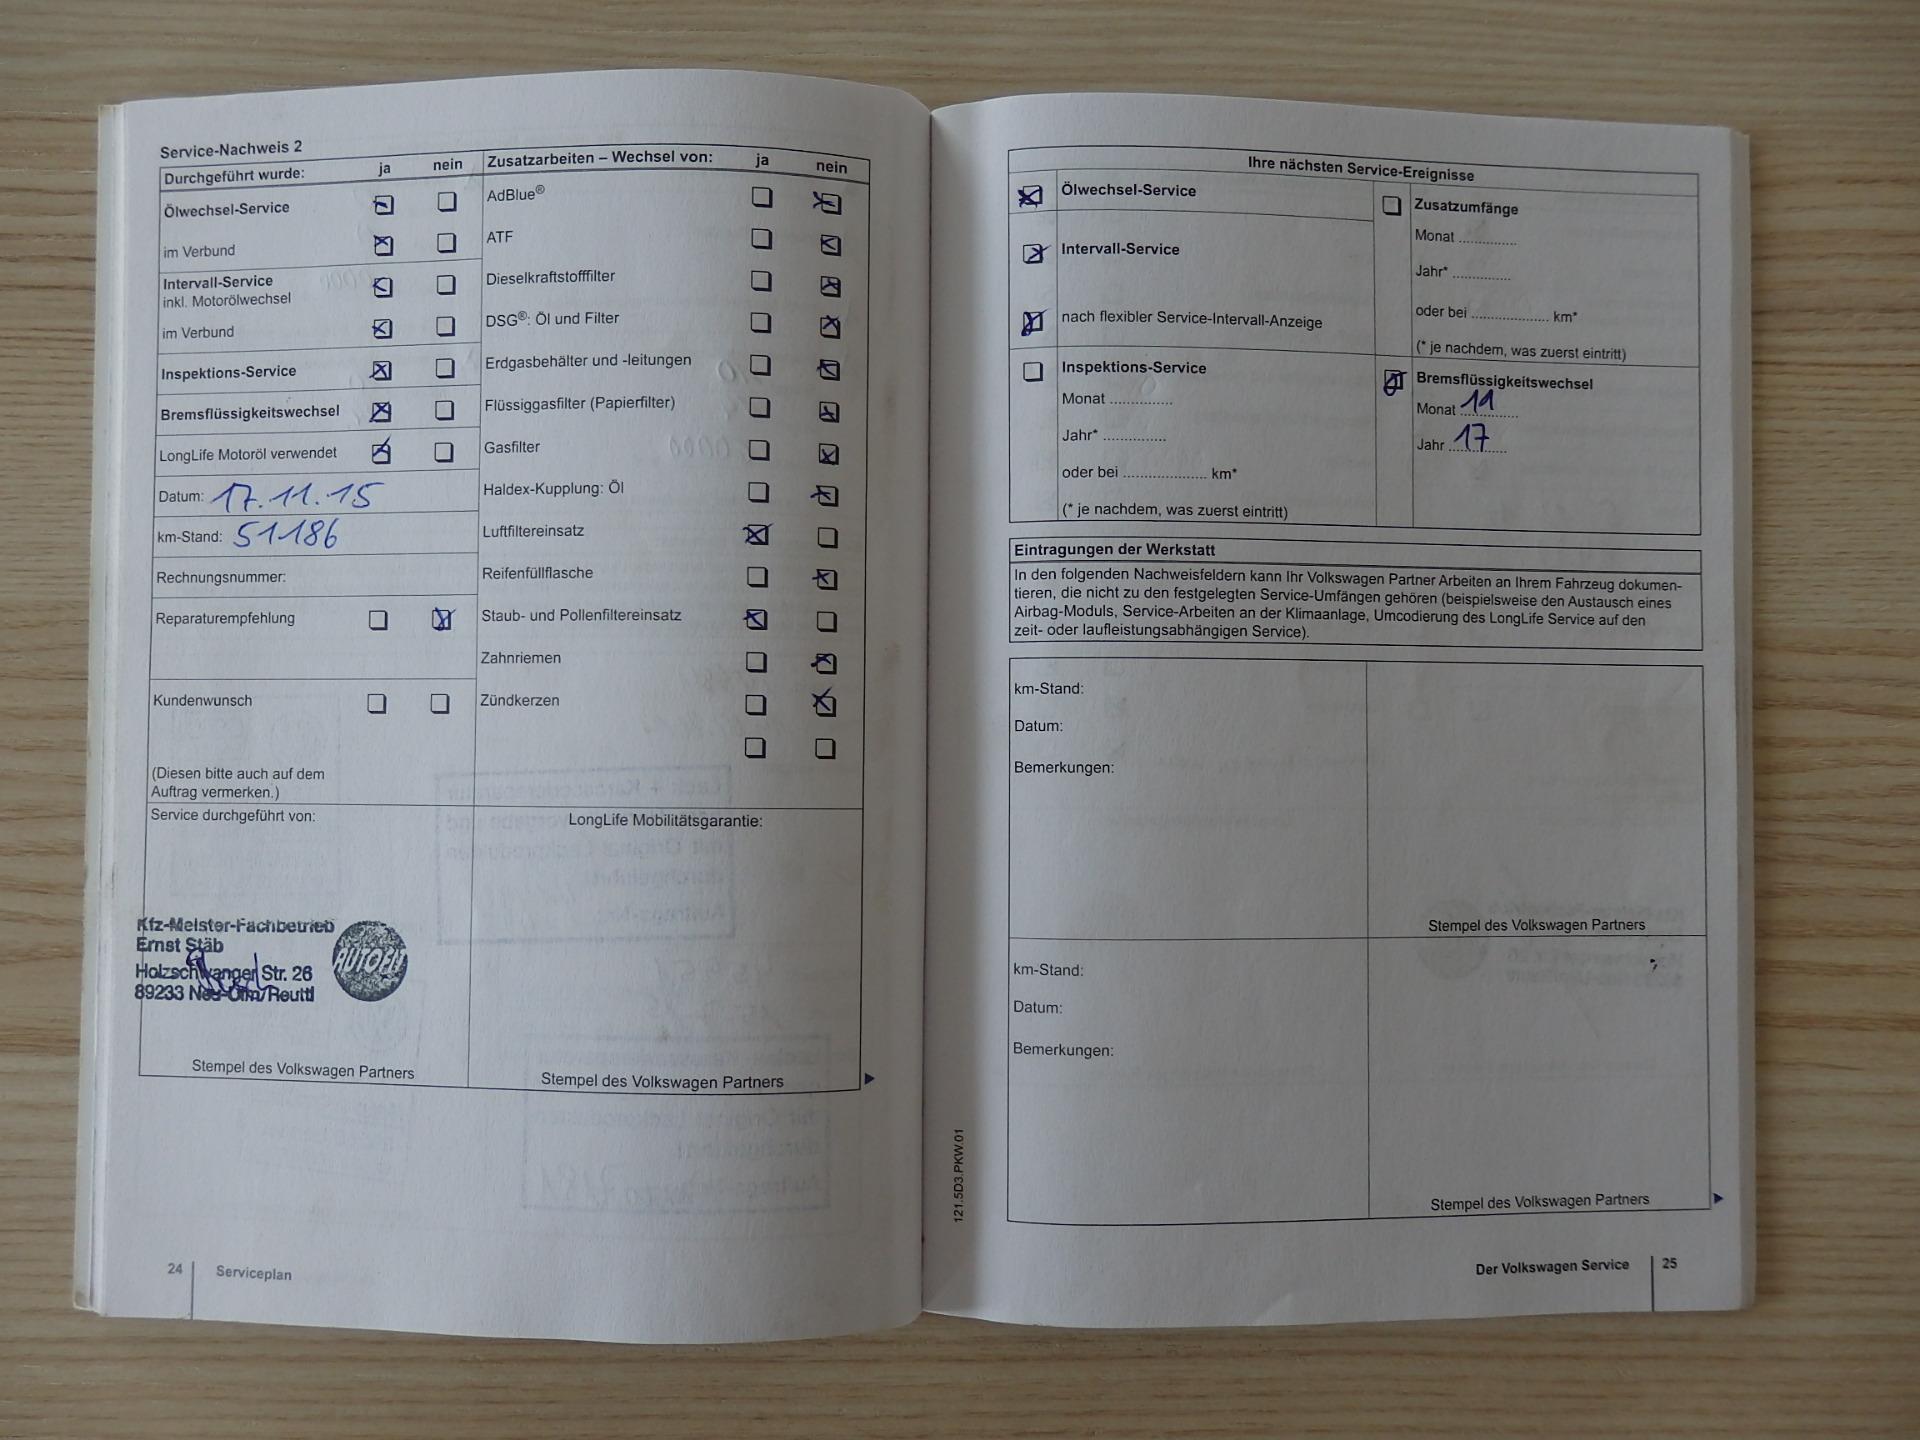 Service-Nachweis 2
Durchgeführt wurde: ja nein
Ölwechsel-Service
im Verbund
Intervall-Service
inkl. Motorölwechsel
im Verbund
Inspektions-Service
Bremsflüssigkeitswechsel
LongLife Motoröl verwendet
Datum: 17.11.15
km-Stand: 51186
Rechnungsnummer:
Reparaturempfehlung
Kundenwunsch
(Diesen bitte auch auf dem
Auftrag vermerken.)
Zusatzarbeiten – Wechsel von: ja nein
AdBlue®
ATF
Dieselkraftstofffilter
DSG®: Öl und Filter
Erdgasbehälter und -leitungen
Flüssiggasfilter (Papierfilter)
Gasfilter
Haldex-Kupplung: Öl
Luftfiltereinsatz
Reifenfüllflasche
Staub- und Pollenfiltereinsatz
Zahnriemen
Zündkerzen
Service durchgeführt von:
Kfz-Meister-Fachbetrieb
Ernst Stäb
Holzschwanger Str. 26
89233 Neu-Ulm/Reutti
AUTOFIT
Stempel des Volkswagen Partners
LongLife Mobilitätsgarantie:
Stempel des Volkswagen Partners
24 Serviceplan
Ihre nächsten Service-Ereignisse
Ölwechsel-Service
Intervall-Service
nach flexibler Service-Intervall-Anzeige
Inspektions-Service
Monat ..............
Jahr* ..............
oder bei ................... km*
(* je nachdem, was zuerst eintritt)
Zusatzumfänge
Monat .............
Jahr* .............
oder bei ................. km*
(* je nachdem, was zuerst eintritt)
Bremsflüssigkeitswechsel
Monat 11
Jahr 17
Eintragungen der Werkstatt
In den folgenden Nachweisfeldern kann Ihr Volkswagen Partner Arbeiten an Ihrem Fahrzeug dokumen-
tieren, die nicht zu den festgelegten Service-Umfängen gehören (beispielsweise den Austausch eines
Airbag-Moduls, Service-Arbeiten an der Klimaanlage, Umcodierung des LongLife Service auf den
zeit- oder laufleistungsabhängigen Service).
km-Stand:
Datum:
Bemerkungen:
Stempel des Volkswagen Partners
km-Stand:
Datum:
Bemerkungen:
Stempel des Volkswagen Partners
121.5D3.PKW.01
Der Volkswagen Service 25